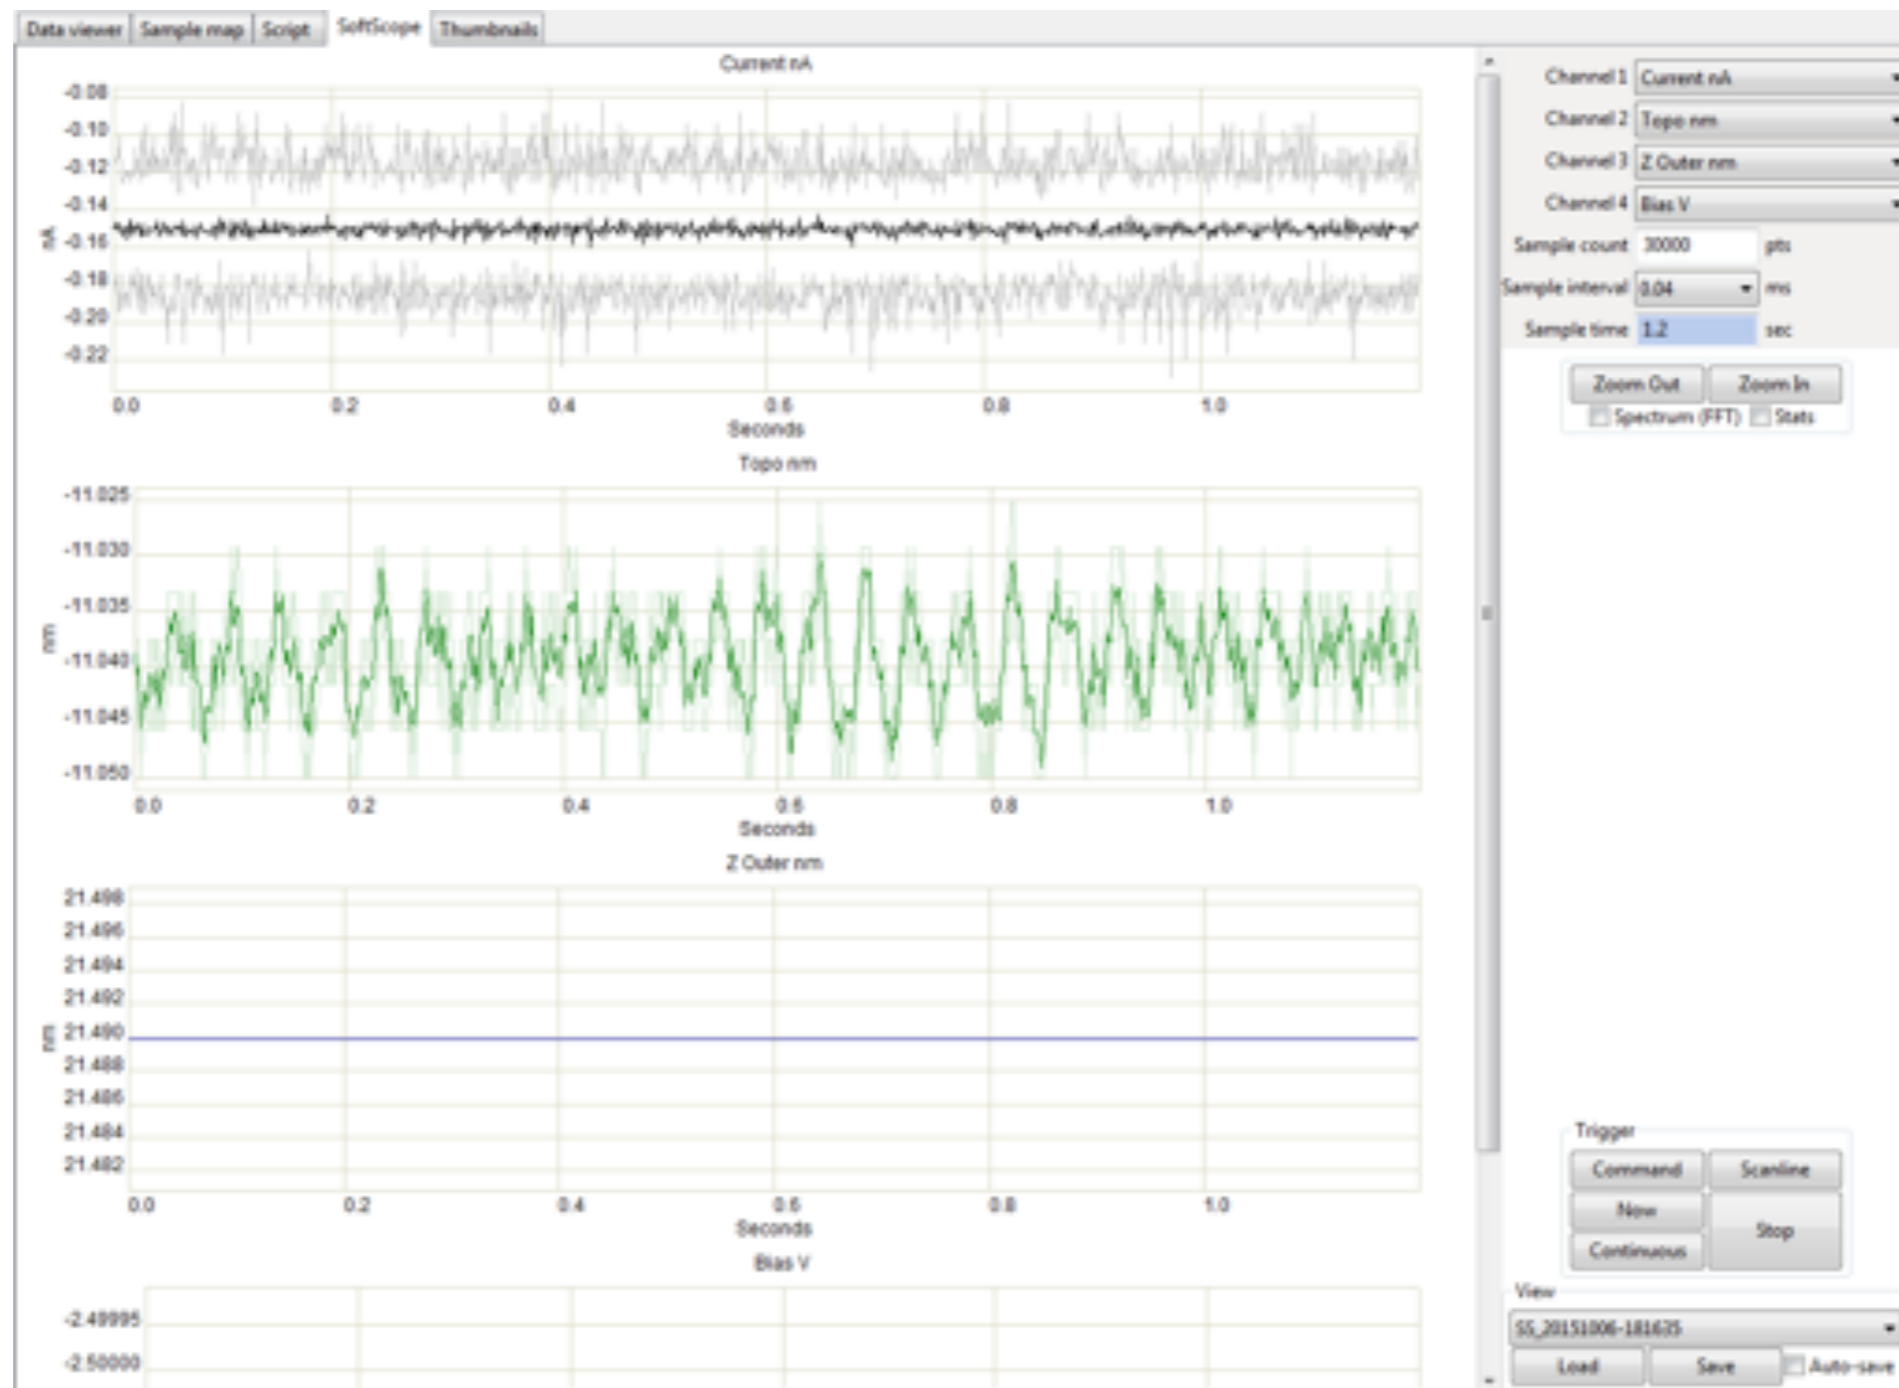 Data viewer Sample map Script SoftScope Thumbnails
Current nA
-0.08
-0.10
-0.12
-0.14
-0.16
-0.18
-0.20
-0.22
nA
0.0 0.2 0.4 0.6 0.8 1.0
Seconds
Topo nm
-11.025
-11.030
-11.035
-11.040
-11.045
-11.050
nm
0.0 0.2 0.4 0.6 0.8 1.0
Seconds
Z Outer nm
21.498
21.496
21.494
21.492
21.490
21.488
21.486
21.484
21.482
nm
0.0 0.2 0.4 0.6 0.8 1.0
Seconds
Bias V
-2.49995
-2.50000
Channel 1 Current nA
Channel 2 Topo nm
Channel 3 Z Outer nm
Channel 4 Bias V
Sample count 30000 pts
Sample interval 0.04 ms
Sample time 1.2 sec
Zoom Out Zoom In
Spectrum (FFT) Stats
Trigger
Command Scanline
Now
Stop
Continuous
View
SS_20151006-181635
Load Save Auto-save